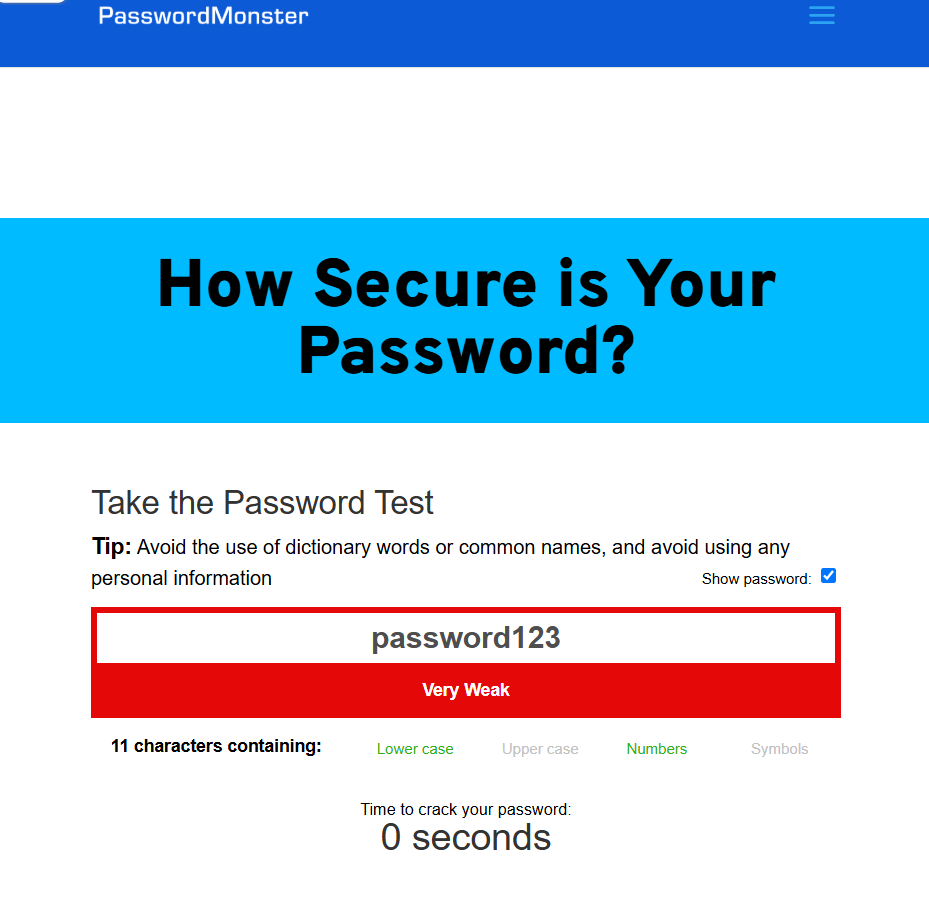 PasswordMonster
How Secure is Your
Password?
Take the Password Test
Tip: Avoid the use of dictionary words or common names, and avoid using any
personal information
Show password:
password123
Very Weak
11 characters containing: Lower case Upper case Numbers Symbols
Time to crack your password:
0 seconds